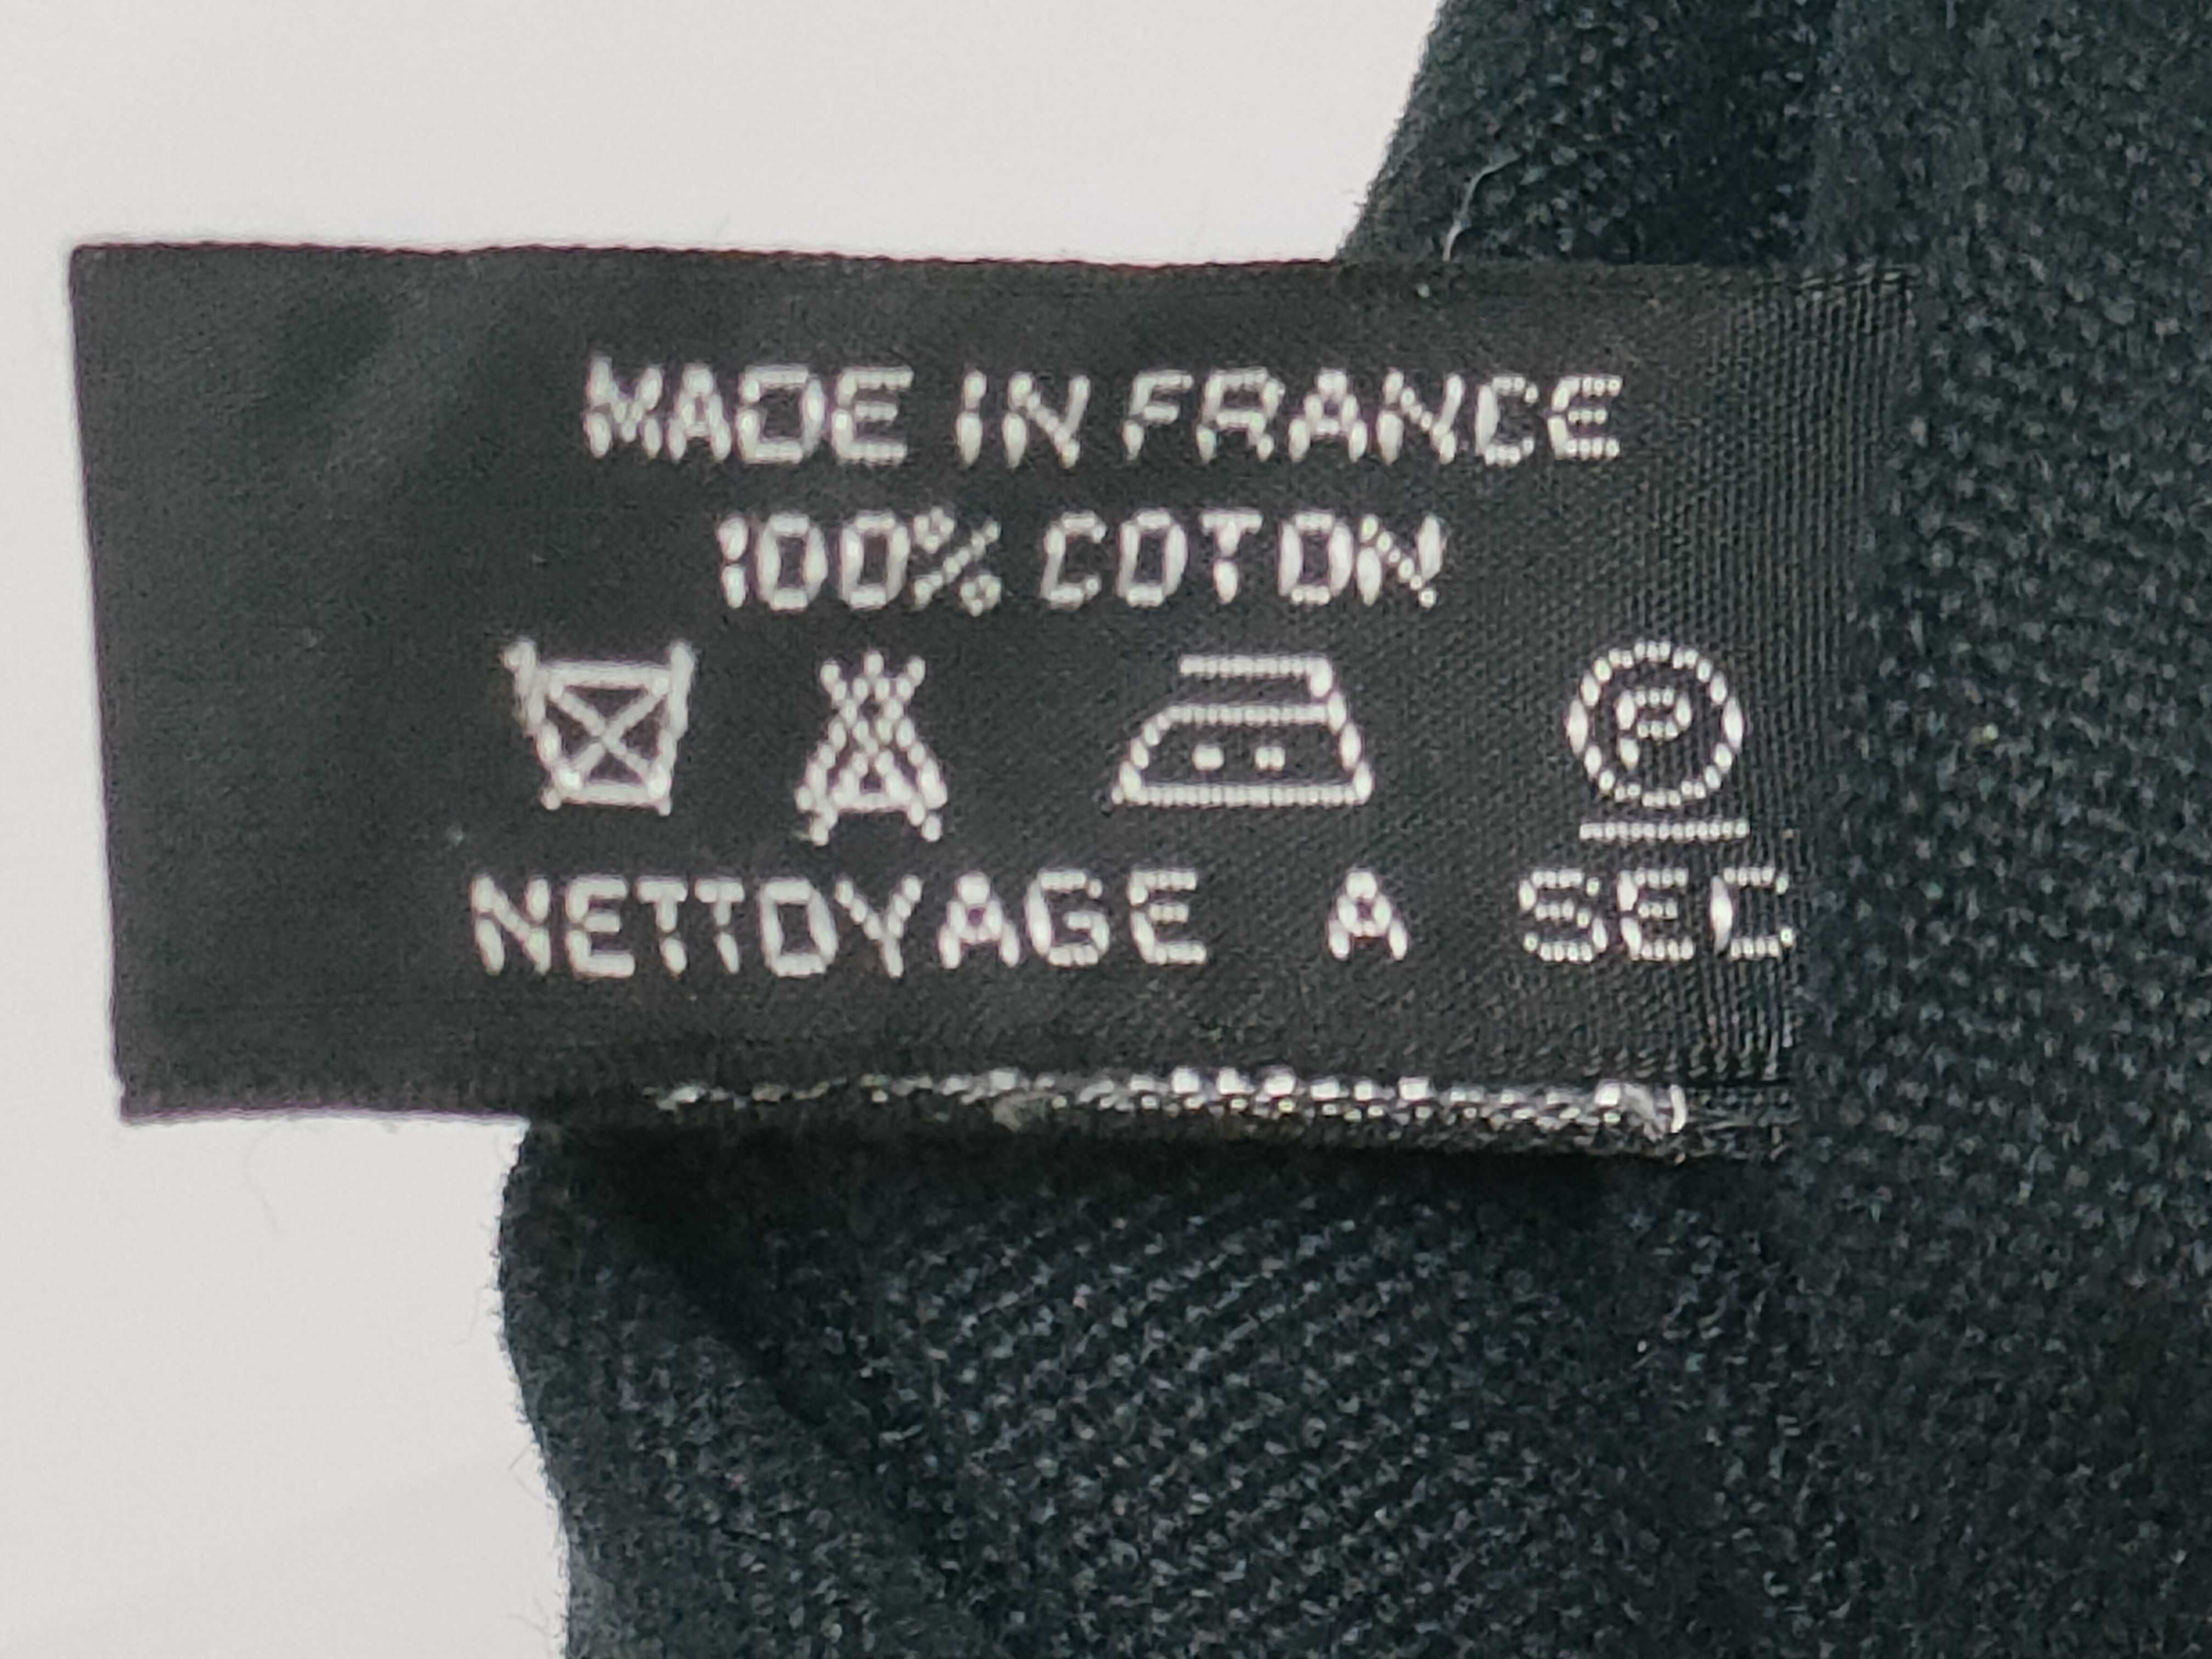 MADE IN FRANCE
100% COTON
P
NETTOYAGE A SEC